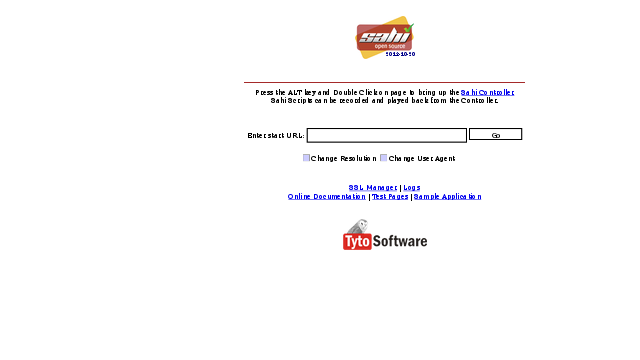 sahi
open source
2012-10-30
Press the ALT key and Double Click on page to bring up the Sahi Controller.
Sahi Scripts can be recorded and played back from the Controller.
Enter start URL: Go
Change Resolution Change User Agent
SSL Manager | Logs
Online Documentation | Test Pages | Sample Application
Tyto Software